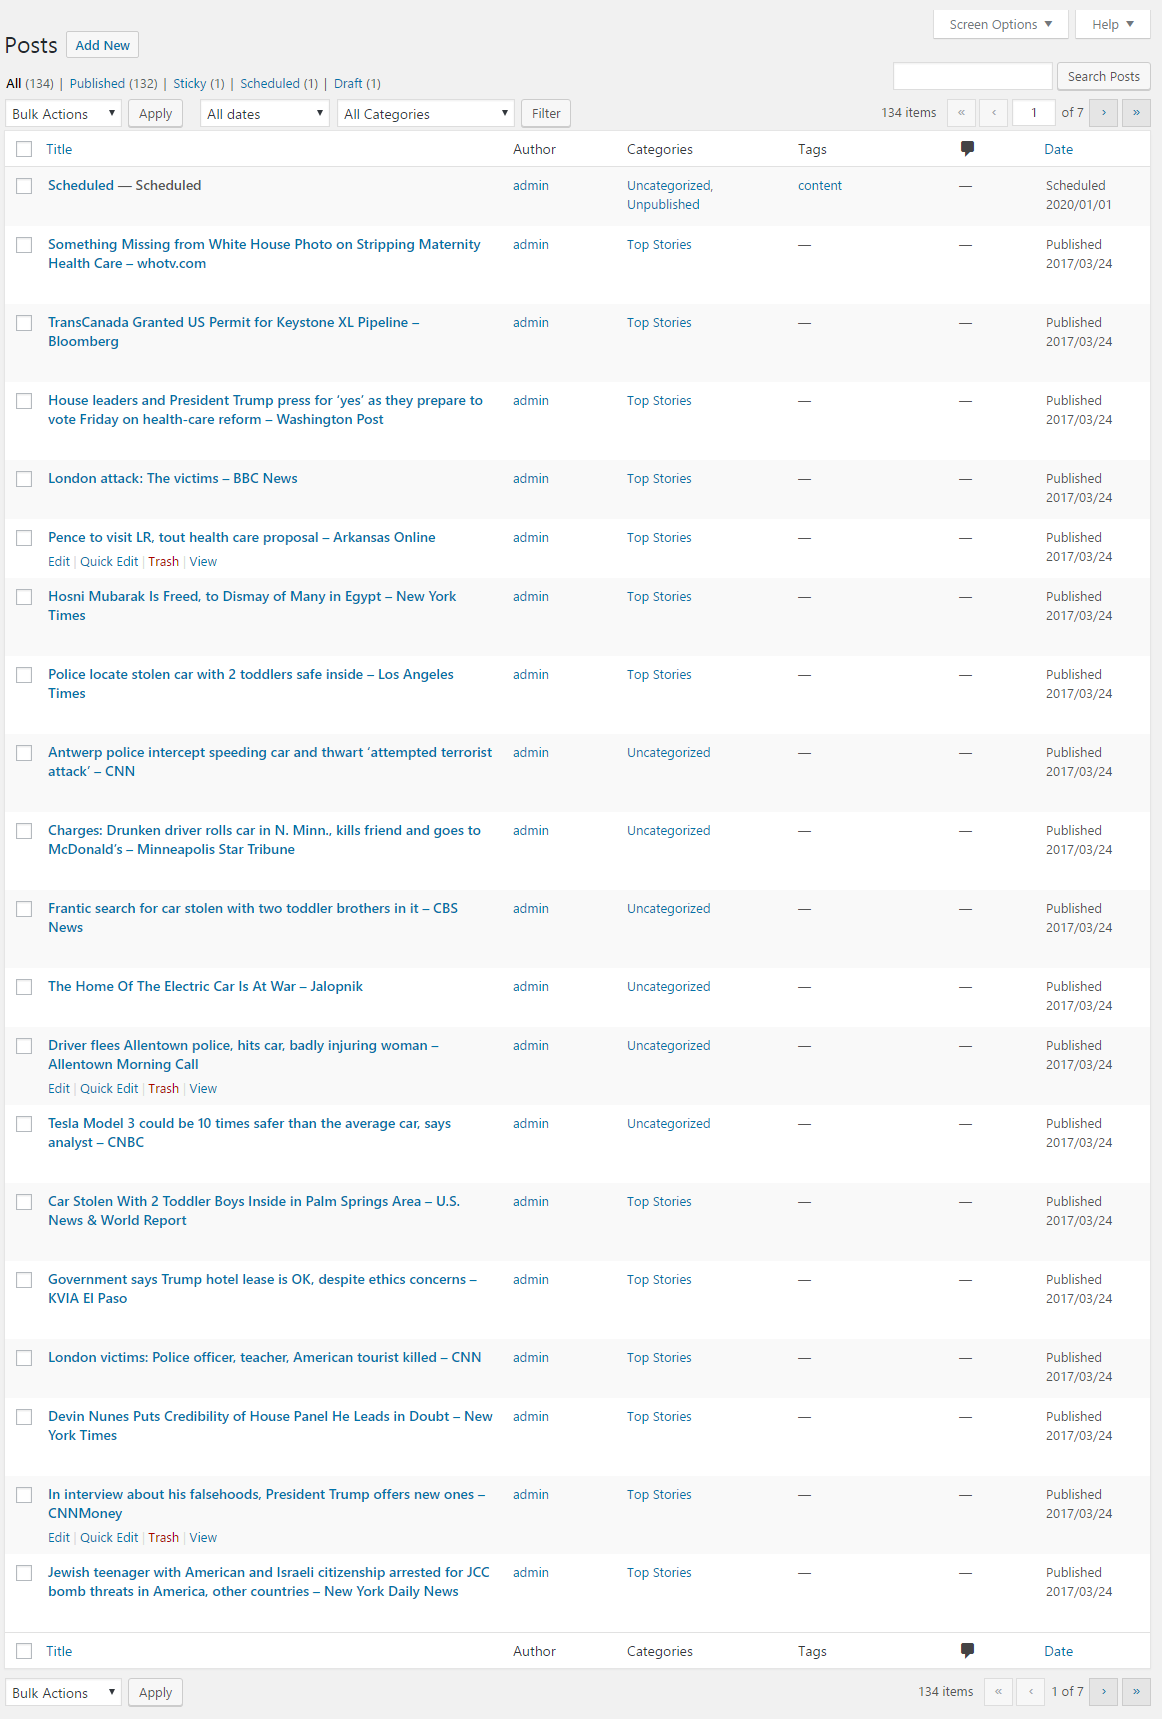 Screen Options ▼ Help ▼
Posts Add New
All (134) | Published (132) | Sticky (1) | Scheduled (1) | Draft (1)
Search Posts
Bulk Actions ▼ Apply All dates ▼ All Categories ▼ Filter 134 items « ‹ 1 of 7 › »
Title Author Categories Tags Date
Scheduled — Scheduled admin Uncategorized, content — Scheduled
Unpublished 2020/01/01
Something Missing from White House Photo on Stripping Maternity admin Top Stories — — Published
Health Care – whotv.com 2017/03/24
TransCanada Granted US Permit for Keystone XL Pipeline – admin Top Stories — — Published
Bloomberg 2017/03/24
House leaders and President Trump press for ‘yes’ as they prepare to admin Top Stories — — Published
vote Friday on health-care reform – Washington Post 2017/03/24
London attack: The victims – BBC News admin Top Stories — — Published
2017/03/24
Pence to visit LR, tout health care proposal – Arkansas Online admin Top Stories — — Published
2017/03/24
Edit | Quick Edit | Trash | View
Hosni Mubarak Is Freed, to Dismay of Many in Egypt – New York admin Top Stories — — Published
Times 2017/03/24
Police locate stolen car with 2 toddlers safe inside – Los Angeles admin Top Stories — — Published
Times 2017/03/24
Antwerp police intercept speeding car and thwart ‘attempted terrorist admin Uncategorized — — Published
attack’ – CNN 2017/03/24
Charges: Drunken driver rolls car in N. Minn., kills friend and goes to admin Uncategorized — — Published
McDonald’s – Minneapolis Star Tribune 2017/03/24
Frantic search for car stolen with two toddler brothers in it – CBS admin Uncategorized — — Published
News 2017/03/24
The Home Of The Electric Car Is At War – Jalopnik admin Uncategorized — — Published
2017/03/24
Driver flees Allentown police, hits car, badly injuring woman – admin Uncategorized — — Published
Allentown Morning Call 2017/03/24
Edit | Quick Edit | Trash | View
Tesla Model 3 could be 10 times safer than the average car, says admin Uncategorized — — Published
analyst – CNBC 2017/03/24
Car Stolen With 2 Toddler Boys Inside in Palm Springs Area – U.S. admin Top Stories — — Published
News & World Report 2017/03/24
Government says Trump hotel lease is OK, despite ethics concerns – admin Top Stories — — Published
KVIA El Paso 2017/03/24
London victims: Police officer, teacher, American tourist killed – CNN admin Top Stories — — Published
2017/03/24
Devin Nunes Puts Credibility of House Panel He Leads in Doubt – New admin Top Stories — — Published
York Times 2017/03/24
In interview about his falsehoods, President Trump offers new ones – admin Top Stories — — Published
CNNMoney 2017/03/24
Edit | Quick Edit | Trash | View
Jewish teenager with American and Israeli citizenship arrested for JCC admin Top Stories — — Published
bomb threats in America, other countries – New York Daily News 2017/03/24
Title Author Categories Tags Date
Bulk Actions ▼ Apply 134 items « ‹ 1 of 7 › »